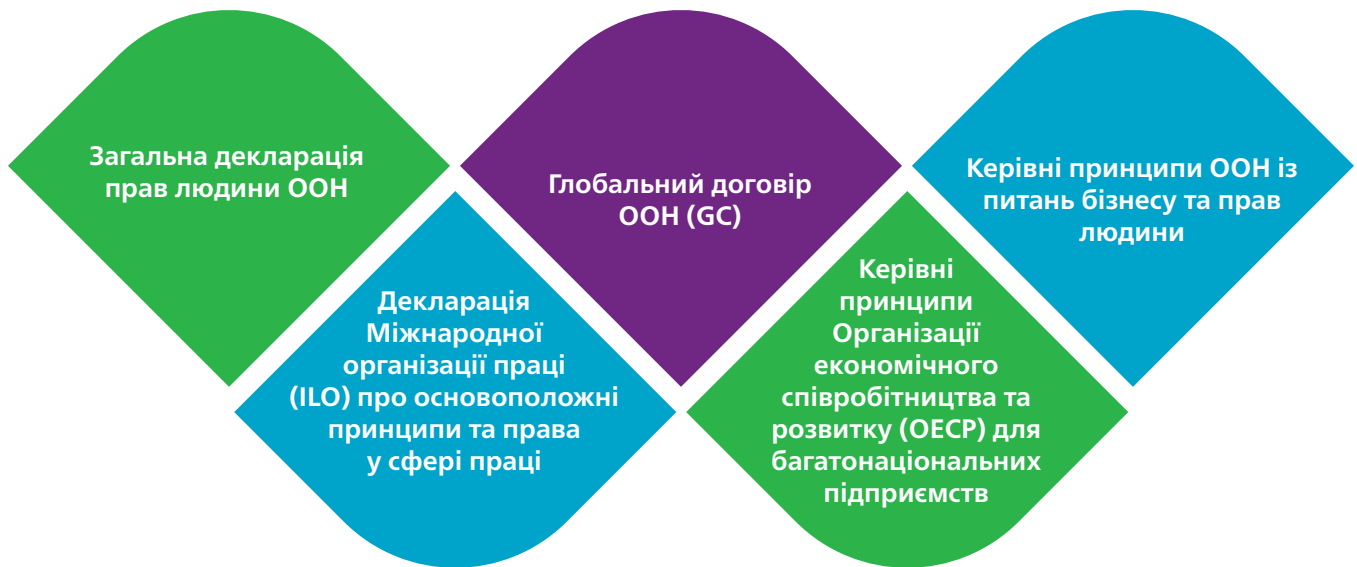 Загальна декларація
прав людини ООН
Декларація
Міжнародної
організації праці
(ILO) про основоположні
принципи та права
у сфері праці
Глобальний договір
ООН (GC)
Керівні
принципи
Організації
економічного
співробітництва та
розвитку (OECP) для
багатонаціональних
підприємств
Керівні принципи ООН із
питань бізнесу та прав
людини